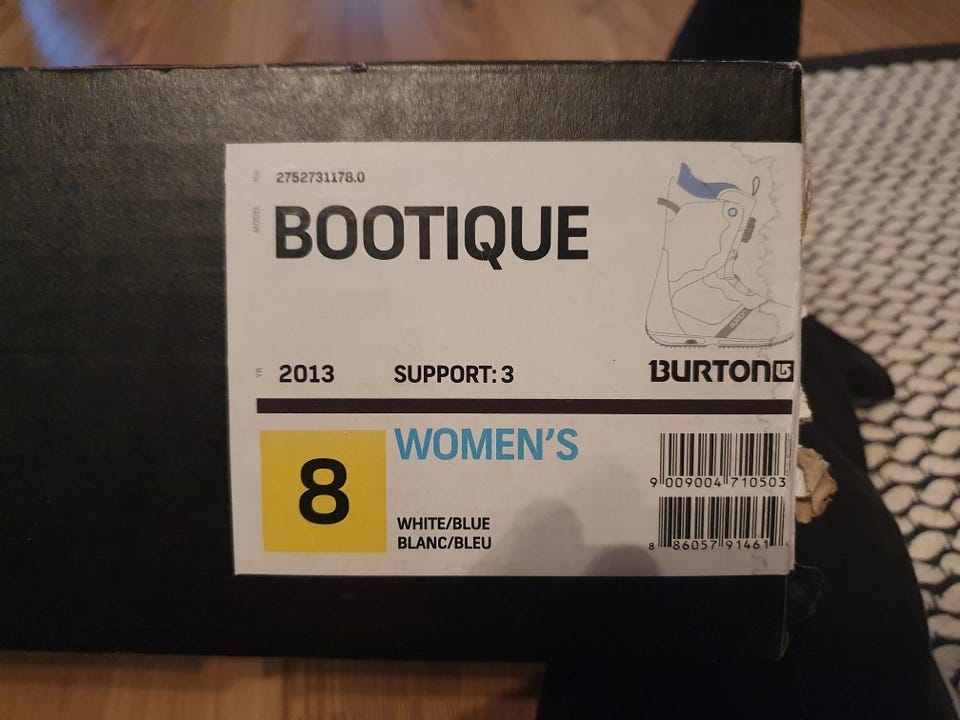 NO 2752731178.0
MODEL BOOTIQUE
YR 2013 SUPPORT: 3
BURTON
8
WOMEN'S
WHITE/BLUE
BLANC/BLEU
9 009004 710503
8 86057 91461